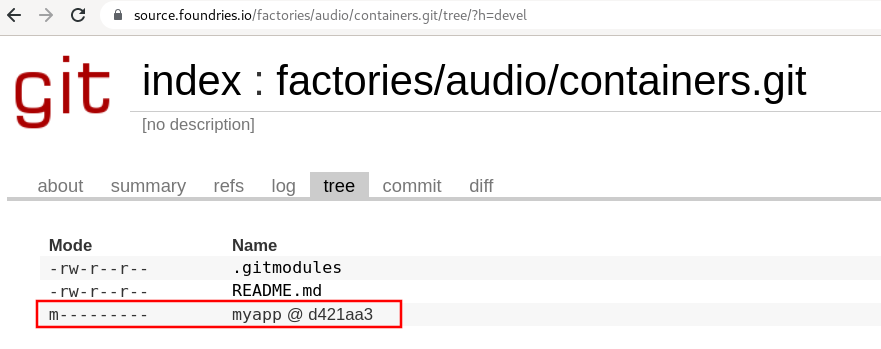 source.foundries.io/factories/audio/containers.git/tree/?h=devel
git
index : factories/audio/containers.git
[no description]
about summary refs log tree commit diff
Mode Name
-rw-r--r-- .gitmodules
-rw-r--r-- README.md
m--------- myapp @ d421aa3